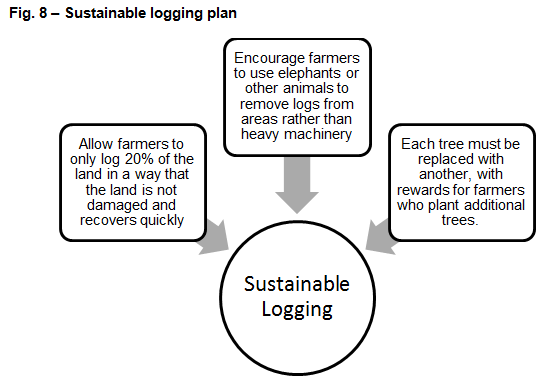 Fig. 8 – Sustainable logging plan
Encourage farmers
to use elephants or
other animals to
remove logs from
areas rather than
heavy machinery
Allow farmers to
only log 20% of the
land in a way that
the land is not
damaged and
recovers quickly
Each tree must be
replaced with
another, with
rewards for farmers
who plant additional
trees.
Sustainable
Logging